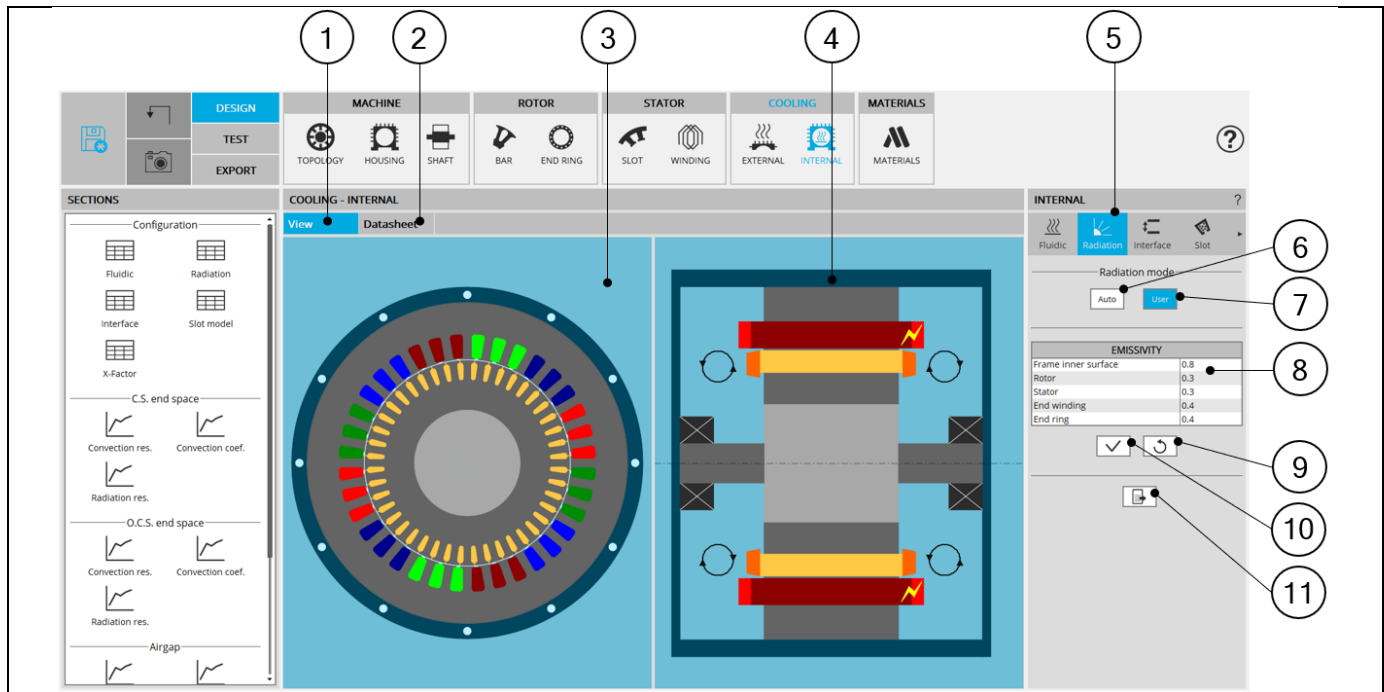 1 2 3 4 5
DESIGN
TEST
EXPORT
MACHINE
TOPOLOGY HOUSING SHAFT
ROTOR
BAR END RING
STATOR
SLOT WINDING
COOLING
EXTERNAL INTERNAL
MATERIALS
MATERIALS
?
SECTIONS
Configuration
Fluidic Radiation
Interface Slot model
X-Factor
C.S. end space
Convection res. Convection coef.
Radiation res.
O.C.S. end space
Convection res. Convection coef.
Radiation res.
Airgap
COOLING - INTERNAL
View Datasheet
INTERNAL ?
Fluidic Radiation Interface Slot
Radiation mode
Auto User
6
7
EMISSIVITY
Frame inner surface 0.8
Rotor 0.3
Stator 0.3
End winding 0.4
End ring 0.4
8
9
10
11